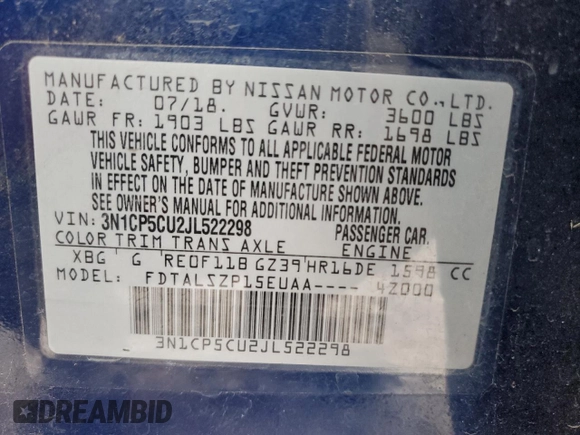 MANUFACTURED BY NISSAN MOTOR CO.,LTD.
DATE: 07/18. GVWR: 3600 LBS
GAWR FR: 1903 LBS GAWR RR: 1698 LBS
THIS VEHICLE CONFORMS TO ALL APPLICABLE FEDERAL MOTOR
VEHICLE SAFETY, BUMPER AND THEFT PREVENTION STANDARDS
IN EFFECT ON THE DATE OF MANUFACTURE SHOWN ABOVE.
SEE OWNER'S MANUAL FOR ADDITIONAL INFORMATION.
VIN: 3N1CP5CU2JL522298 PASSENGER CAR.
COLOR TRIM TRANS AXLE ENGINE
XBG G RE0F11B GZ39 HR16DE 1598 CC
MODEL: FDTALSZP15EUAA---- 4Z000
3N1CP5CU2JL522298
DREAMBID